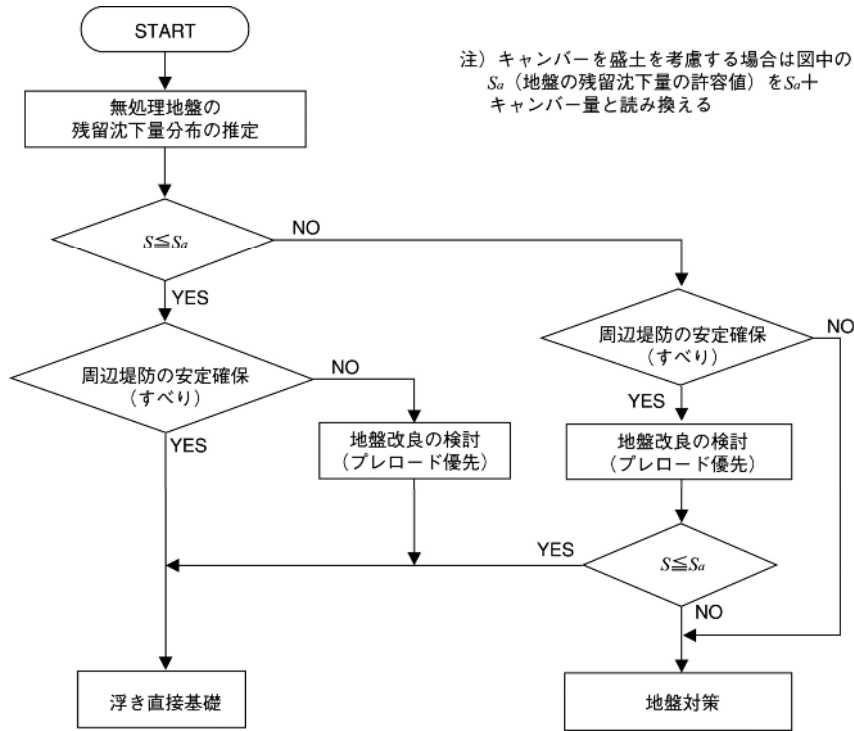 START
注）キャンバーを盛土を考慮する場合は図中の
Sa（地盤の残留沈下量の許容値）をSa＋
キャンバー量と読み換える
無処理地盤の
残留沈下量分布の推定
S≦Sa
NO
YES
周辺堤防の安定確保
（すべり）
NO
YES
周辺堤防の安定確保
（すべり）
NO
YES
地盤改良の検討
（プレロード優先）
地盤改良の検討
（プレロード優先）
YES
S≦Sa
NO
浮き直接基礎
地盤対策